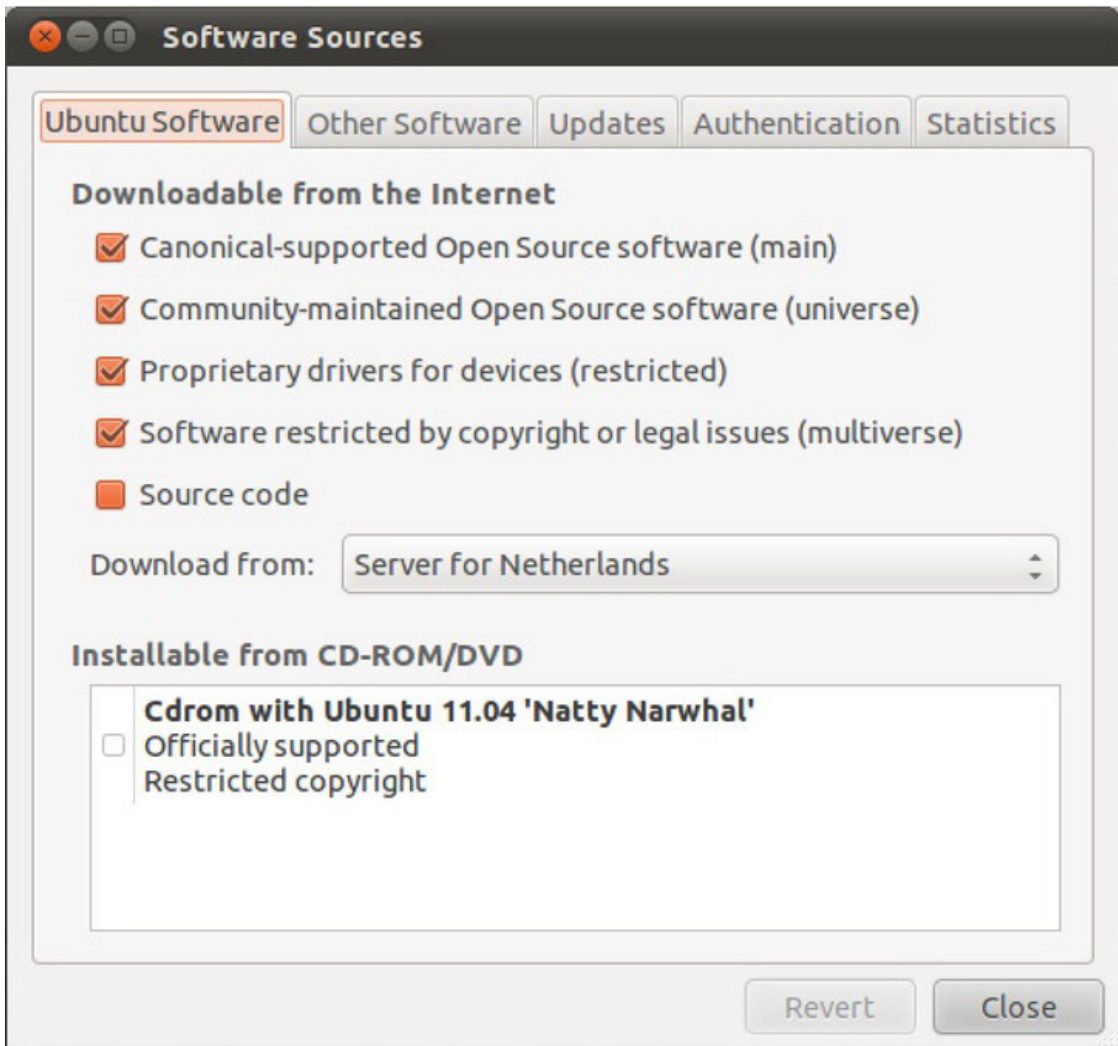 Software Sources
Ubuntu Software Other Software Updates Authentication Statistics
Downloadable from the Internet
Canonical-supported Open Source software (main)
Community-maintained Open Source software (universe)
Proprietary drivers for devices (restricted)
Software restricted by copyright or legal issues (multiverse)
Source code
Download from: Server for Netherlands
Installable from CD-ROM/DVD
Cdrom with Ubuntu 11.04 'Natty Narwhal'
Officially supported
Restricted copyright
Revert Close